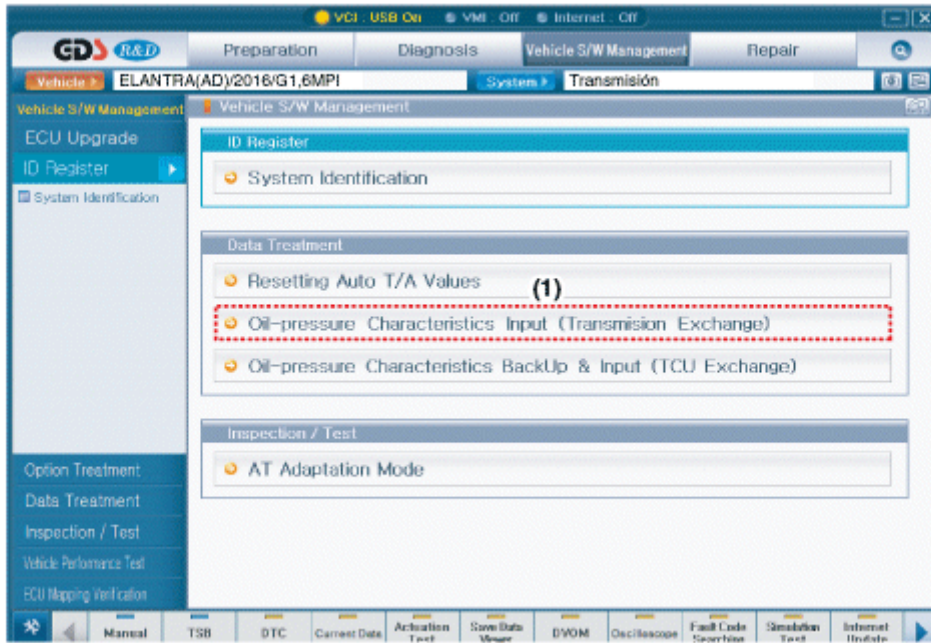 VCI : USB On VMI : Off Internet : Off
GDS R&D Preparation Diagnosis Vehicle S/W Management Repair
Vehicle ELANTRA(AD)/2016/G1,6MPI System Transmisión
Vehicle S/W Management
ECU Upgrade
ID Register
System Identification
Vehicle S/W Management
ID Register
System Identification
Data Treatment
Resetting Auto T/A Values
(1)
Oil-pressure Characteristics Input (Transmision Exchange)
Oil-pressure Characteristics BackUp & Input (TCU Exchange)
Inspection / Test
AT Adaptation Mode
Option Treatment
Data Treatment
Inspection / Test
Vehicle Performance Test
ECU Mapping Verification
Manual TSB DTC Current Data Actuation Test Save Data Viewer DVOM Oscilloscope Fault Code Searching Simulation Test Internet Update